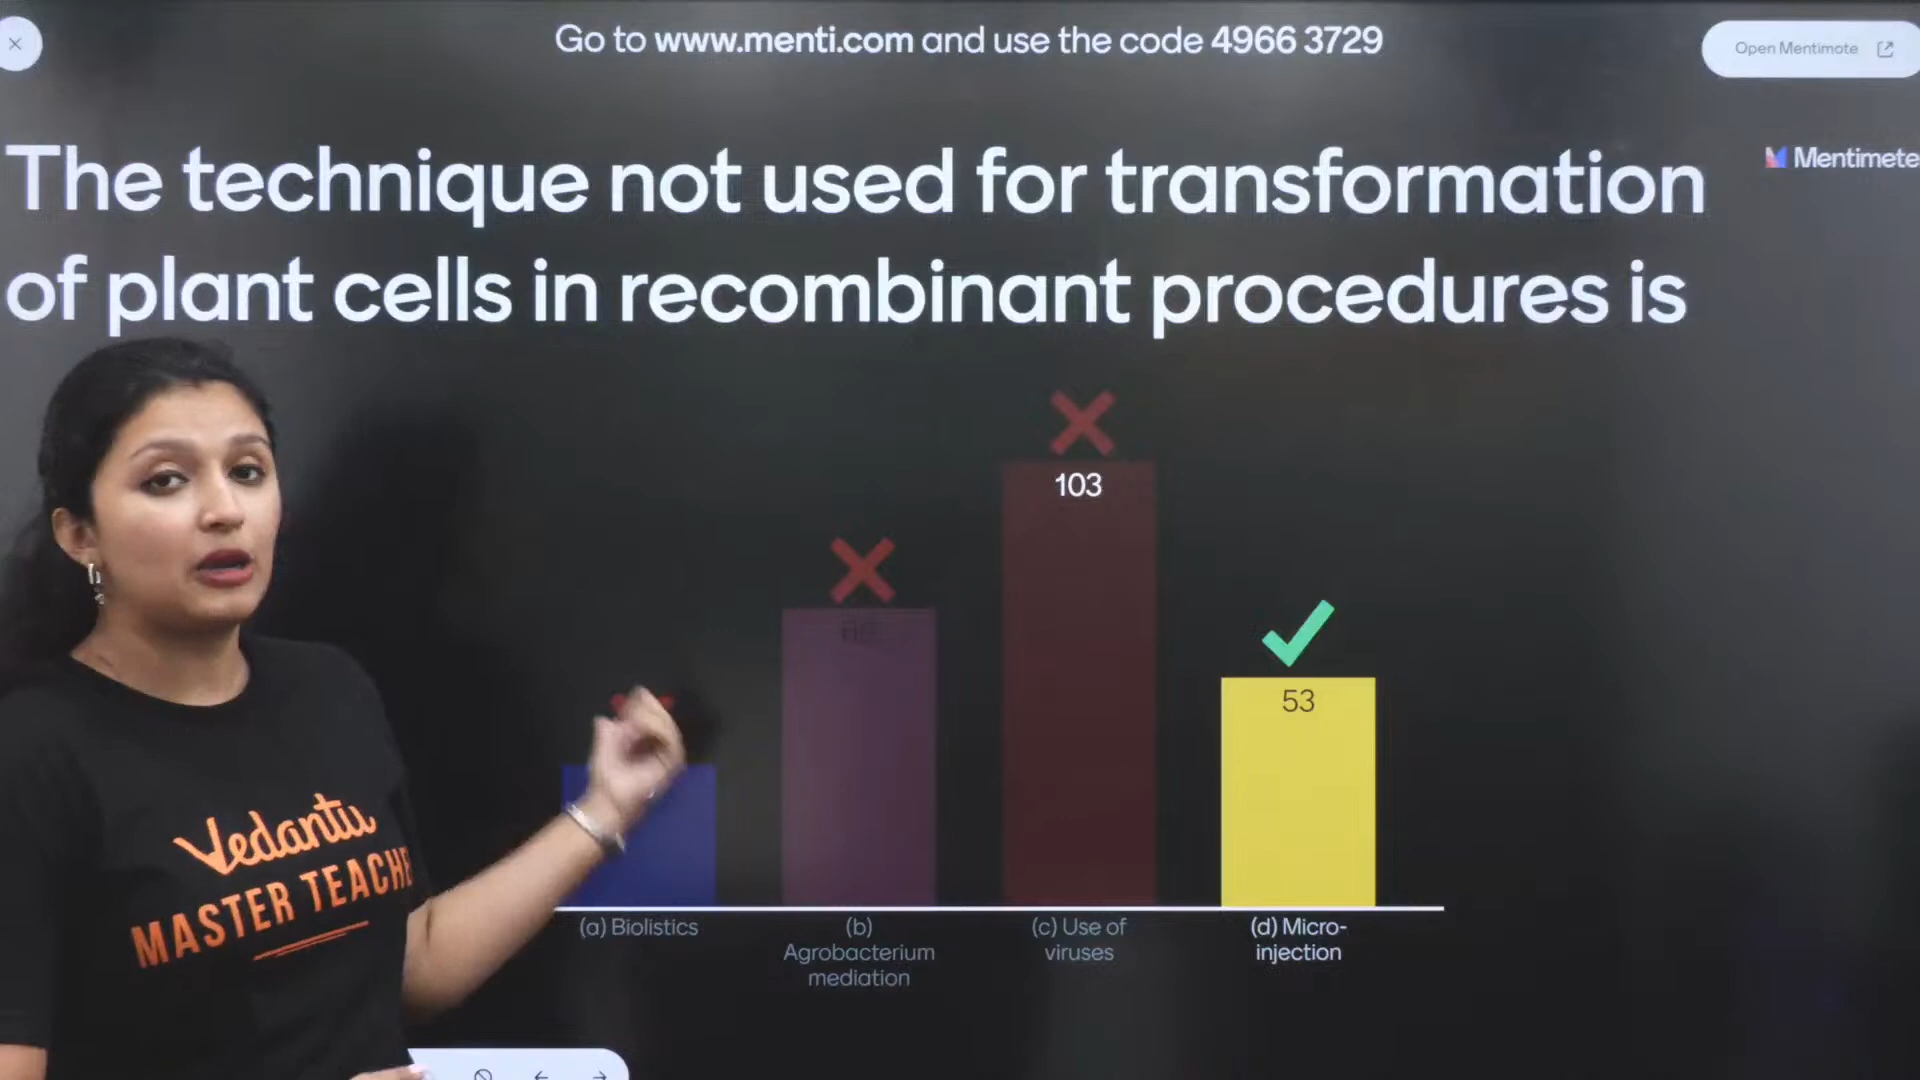 Go to www.menti.com and use the code 4966 3729
Open Mentimote
Mentimete
The technique not used for transformation
of plant cells in recombinant procedures is
103
53
(a) Biolistics
(b)
Agrobacterium
mediation
(c) Use of
viruses
(d) Micro-
injection
Vedantu
MASTER TEACHE